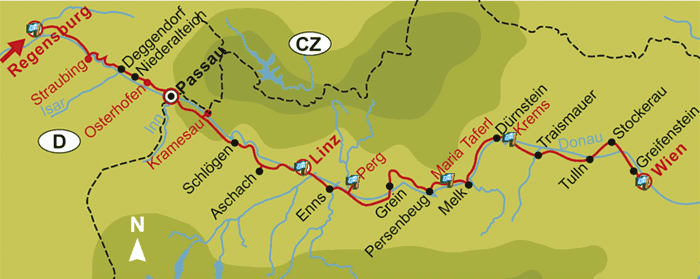 Regensburg
Straubing
Deggendorf
Niederalteich
Isar
Osterhofen
Passau
Inn
Kramesau
CZ
D
Schlögen
Aschach
Linz
Enns
Perg
Grein
Persenbeug
Maria Taferl
Melk
Dürnstein
Krems
Traismauer
Donau
Tulln
Stockerau
Greifenstein
Wien
N